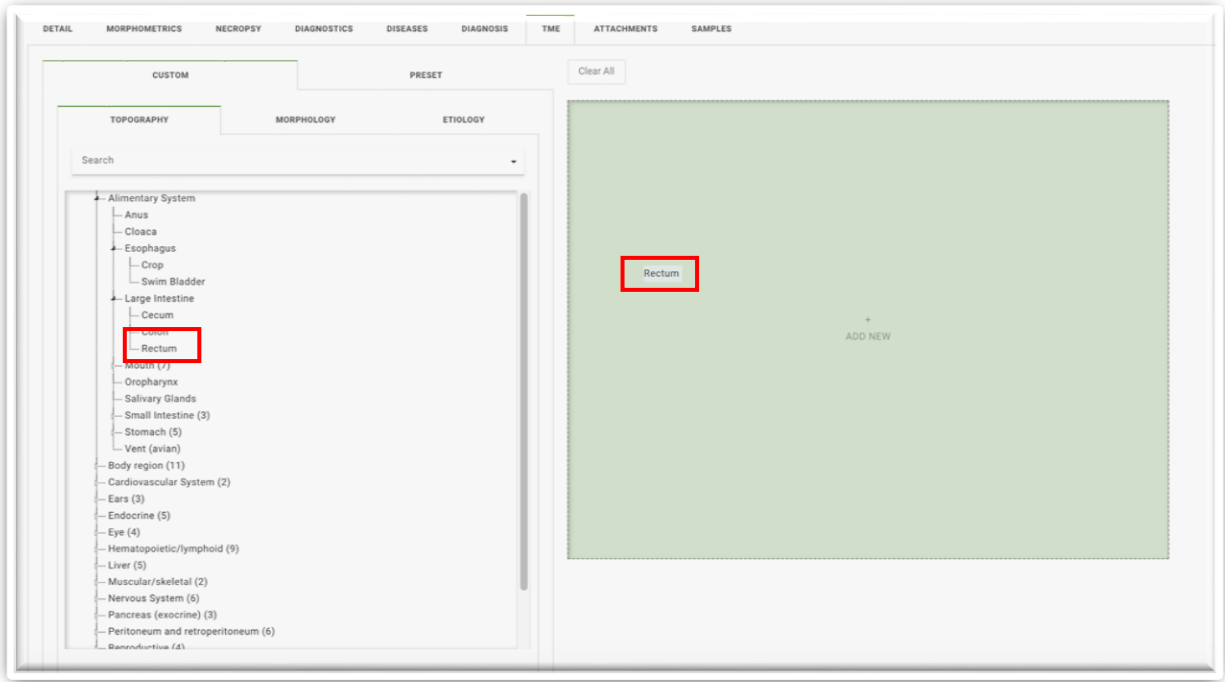 DETAIL MORPHOMETRICS NECROPSY DIAGNOSTICS DISEASES DIAGNOSIS TME ATTACHMENTS SAMPLES
CUSTOM PRESET
Clear All
TOPOGRAPHY MORPHOLOGY ETIOLOGY
Search
Alimentary System
Anus
Cloaca
Esophagus
Crop
Swim Bladder
Large Intestine
Cecum
Colon
Rectum
Mouth (7)
Oropharynx
Salivary Glands
Small Intestine (3)
Stomach (5)
Vent (avian)
Body region (11)
Cardiovascular System (2)
Ears (3)
Endocrine (5)
Eye (4)
Hematopoietic/lymphoid (9)
Liver (5)
Muscular/skeletal (2)
Nervous System (6)
Pancreas (exocrine) (3)
Peritoneum and retroperitoneum (6)
Reproductive (4)
Rectum
+
ADD NEW